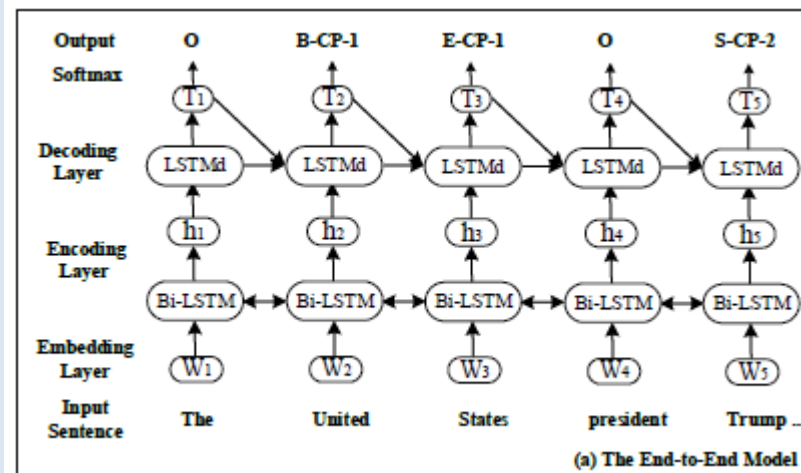 Output O B-CP-1 E-CP-1 O S-CP-2
Softmax
T1 T2 T3 T4 T5
Decoding
Layer
LSTMd LSTMd LSTMd LSTMd LSTMd
h1 h2 h3 h4 h5
Encoding
Layer
Bi-LSTM Bi-LSTM Bi-LSTM Bi-LSTM Bi-LSTM
Embedding
Layer
W1 W2 W3 W4 W5
Input
Sentence
The United States president Trump ...
(a) The End-to-End Model